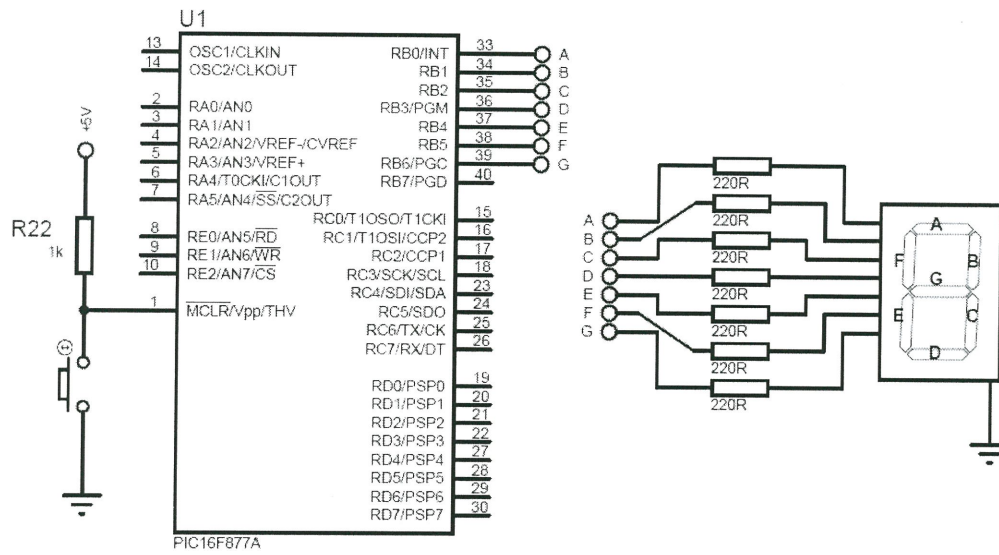 U1
13 OSC1/CLKIN
14 OSC2/CLKOUT
2 RA0/AN0
3 RA1/AN1
4 RA2/AN2/VREF-/CVREF
5 RA3/AN3/VREF+
6 RA4/T0CKI/C1OUT
7 RA5/AN4/SS/C2OUT
8 RE0/AN5/RD
9 RE1/AN6/WR
10 RE2/AN7/CS
1 MCLR/Vpp/THV
RB0/INT 33 A
RB1 34 B
RB2 35 C
RB3/PGM 36 D
RB4 37 E
RB5 38 F
RB6/PGC 39 G
RB7/PGD 40
RC0/T1OSO/T1CKI 15
RC1/T1OSI/CCP2 16
RC2/CCP1 17
RC3/SCK/SCL 18
RC4/SDI/SDA 23
RC5/SDO 24
RC6/TX/CK 25
RC7/RX/DT 26
RD0/PSP0 19
RD1/PSP1 20
RD2/PSP2 21
RD3/PSP3 22
RD4/PSP4 27
RD5/PSP5 28
RD6/PSP6 29
RD7/PSP7 30
PIC16F877A
+5V
R22
1k
A
B
C
D
E
F
G
220R
220R
220R
220R
220R
220R
220R
A
F B
G
E C
D